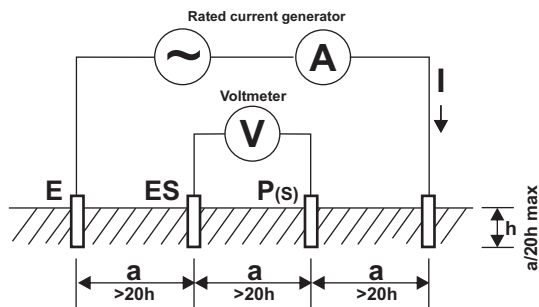 Rated current generator
~
A
I
Voltmeter
V
E
ES
P(S)
h
a/20h max
a
a
a
>20h
>20h
>20h